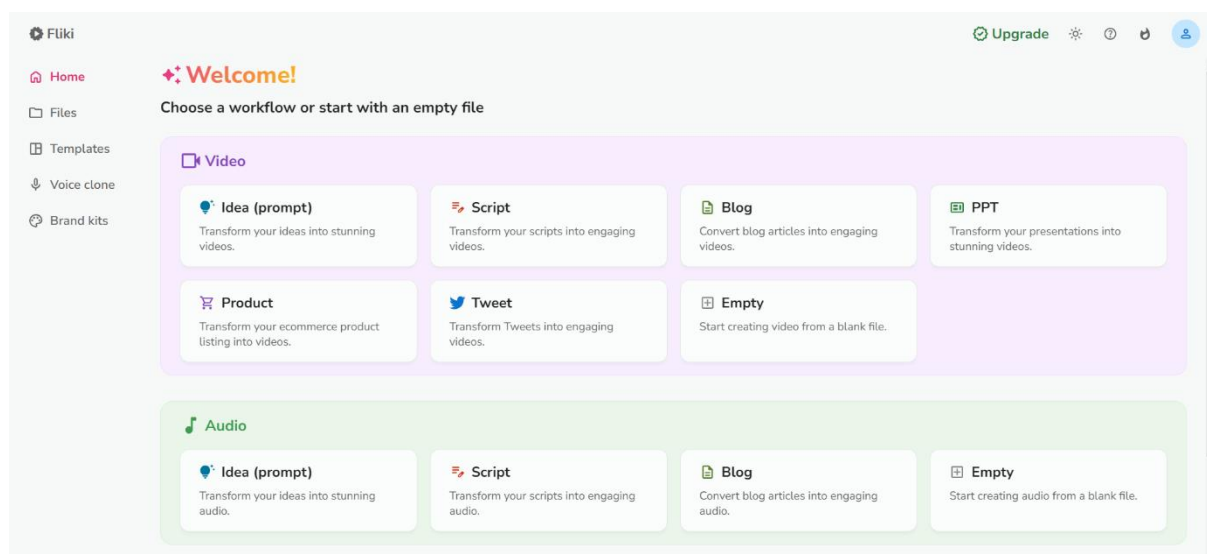 Fliki
Upgrade
Home
Files
Templates
Voice clone
Brand kits
Welcome!
Choose a workflow or start with an empty file
Video
Idea (prompt)
Transform your ideas into stunning
videos.
Script
Transform your scripts into engaging
videos.
Blog
Convert blog articles into engaging
videos.
PPT
Transform your presentations into
stunning videos.
Product
Transform your ecommerce product
listing into videos.
Tweet
Transform Tweets into engaging
videos.
Empty
Start creating video from a blank file.
Audio
Idea (prompt)
Transform your ideas into stunning
audio.
Script
Transform your scripts into engaging
audio.
Blog
Convert blog articles into engaging
audio.
Empty
Start creating audio from a blank file.